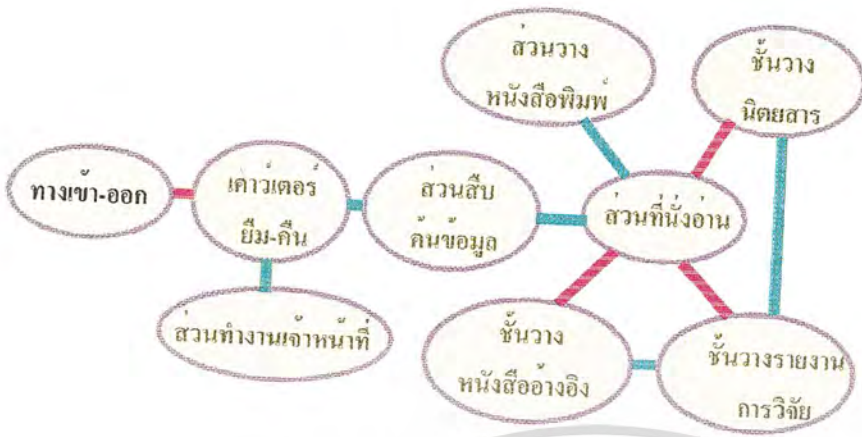 ส่วนวาง
หนังสือพิมพ์
ชั้นวาง
นิตยสาร
ทางเข้า-ออก
เคาว์เตอร์
ยืม-คืน
ส่วนสืบ
ค้นข้อมูล
ส่วนที่นั่งอ่าน
ส่วนทำงานเจ้าหน้าที่
ชั้นวาง
หนังสืออ้างอิง
ชั้นวางรายงาน
การวิจัย